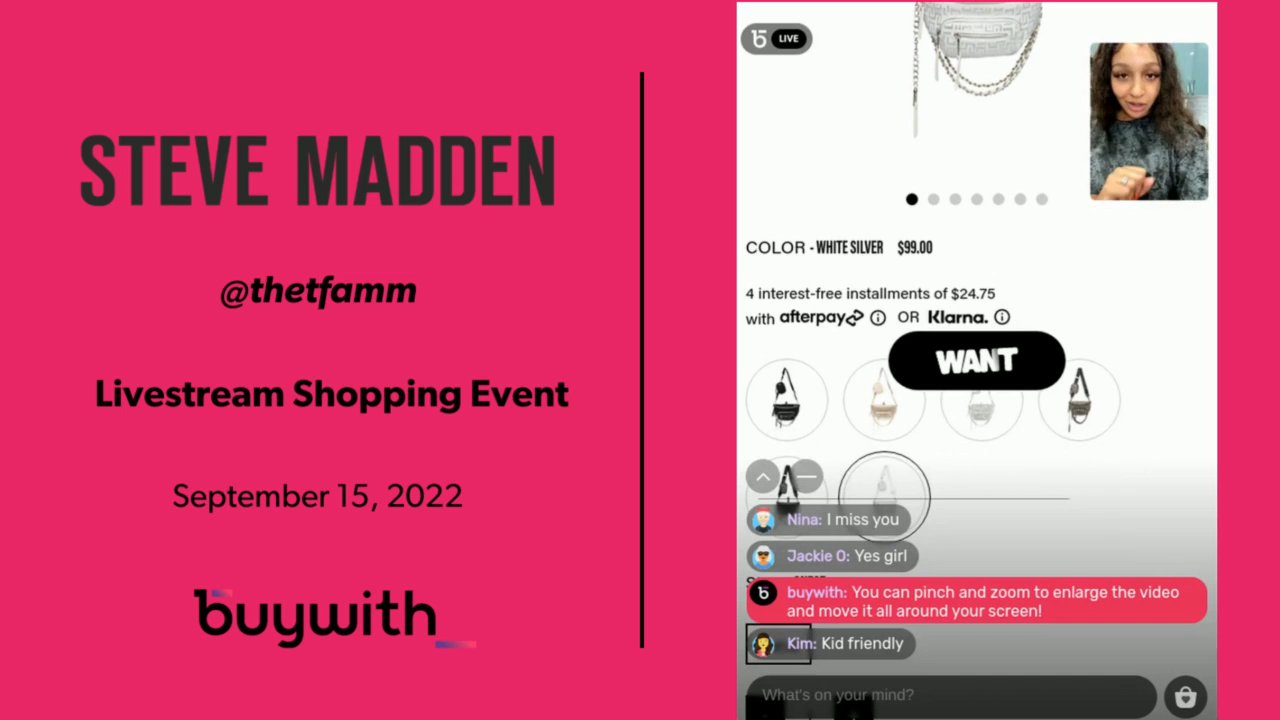 STEVE MADDEN
@thetfamm
Livestream Shopping Event
September 15, 2022
buywith
LIVE
COLOR - WHITE SILVER $99.00
4 interest-free installments of $24.75
with afterpay OR Klarna.
WANT
Nina: I miss you
Jackie O: Yes girl
buywith: You can pinch and zoom to enlarge the video
and move it all around your screen!
Kim: Kid friendly
What's on your mind?